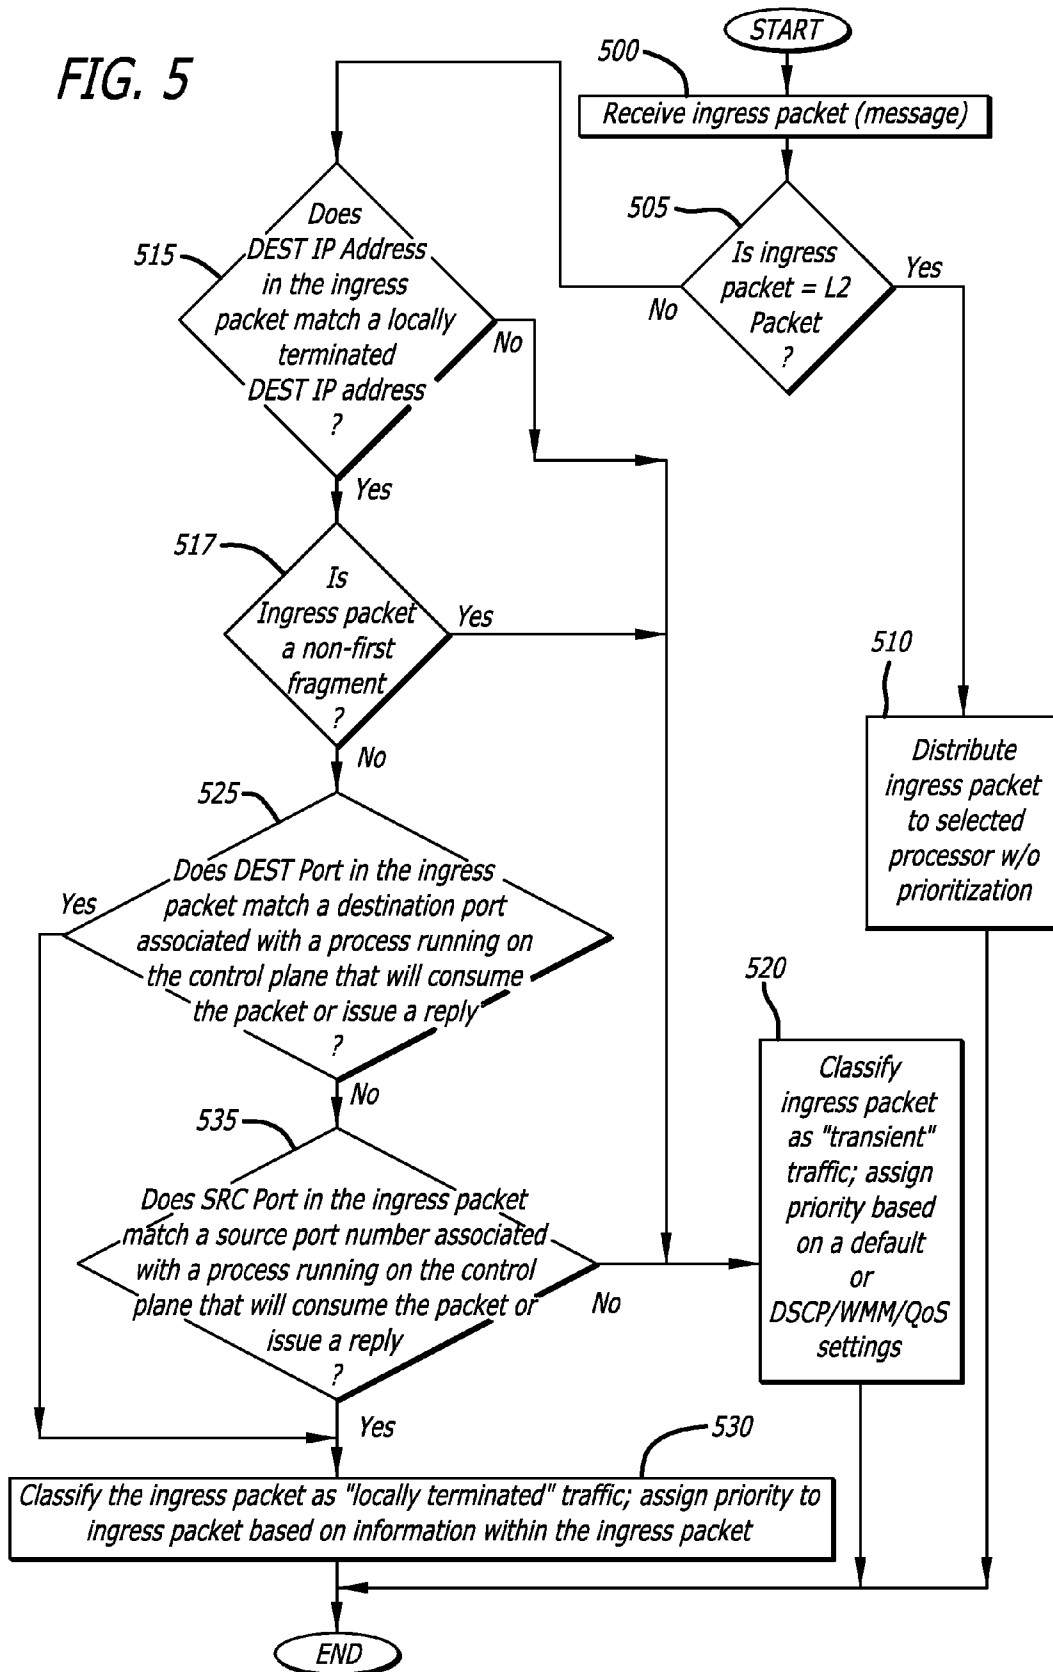 FIG. 5
START
500
Receive ingress packet (message)
505
Is ingress
packet = L2
Packet
?
Yes
No
515
Does
DEST IP Address
in the ingress
packet match a locally
terminated
DEST IP address
?
No
Yes
517
Is
Ingress packet
a non-first
fragment
?
Yes
No
510
Distribute
ingress packet
to selected
processor w/o
prioritization
525
Does DEST Port in the ingress
packet match a destination port
associated with a process running on
the control plane that will consume
the packet or issue a reply
?
Yes
No
520
Classify
ingress packet
as "transient"
traffic; assign
priority based
on a default
or
DSCP/WMM/QoS
settings
535
Does SRC Port in the ingress packet
match a source port number associated
with a process running on the control
plane that will consume the packet or
issue a reply
?
No
Yes
530
Classify the ingress packet as "locally terminated" traffic; assign priority to
ingress packet based on information within the ingress packet
END